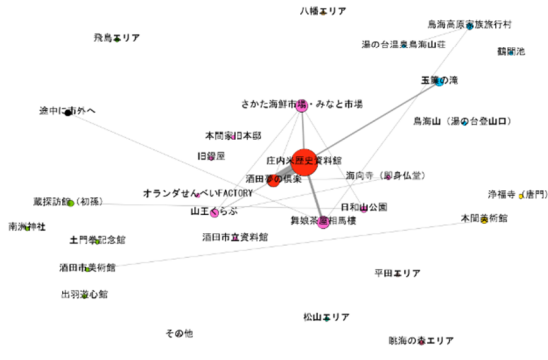 八幡エリア
鳥海高原家族旅行村
飛島エリア
湯の台温泉鳥海山荘
鶴間池
玉簾の滝
さかた海鮮市場・みなと市場
途中に市外へ
鳥海山（湯の台登山口）
本間家旧本邸
旧鐙屋
庄内米歴史資料館
酒田夢の倶楽
海向寺（即身仏堂）
オランダせんべいFACTORY
浄福寺（唐門）
蔵探訪館（初孫）
山王くらぶ
日和山公園
舞娘茶屋相馬樓
本間美術館
南洲神社
土門拳記念館
酒田市立資料館
酒田市美術館
平田エリア
出羽遊心館
松山エリア
その他
眺海の森エリア